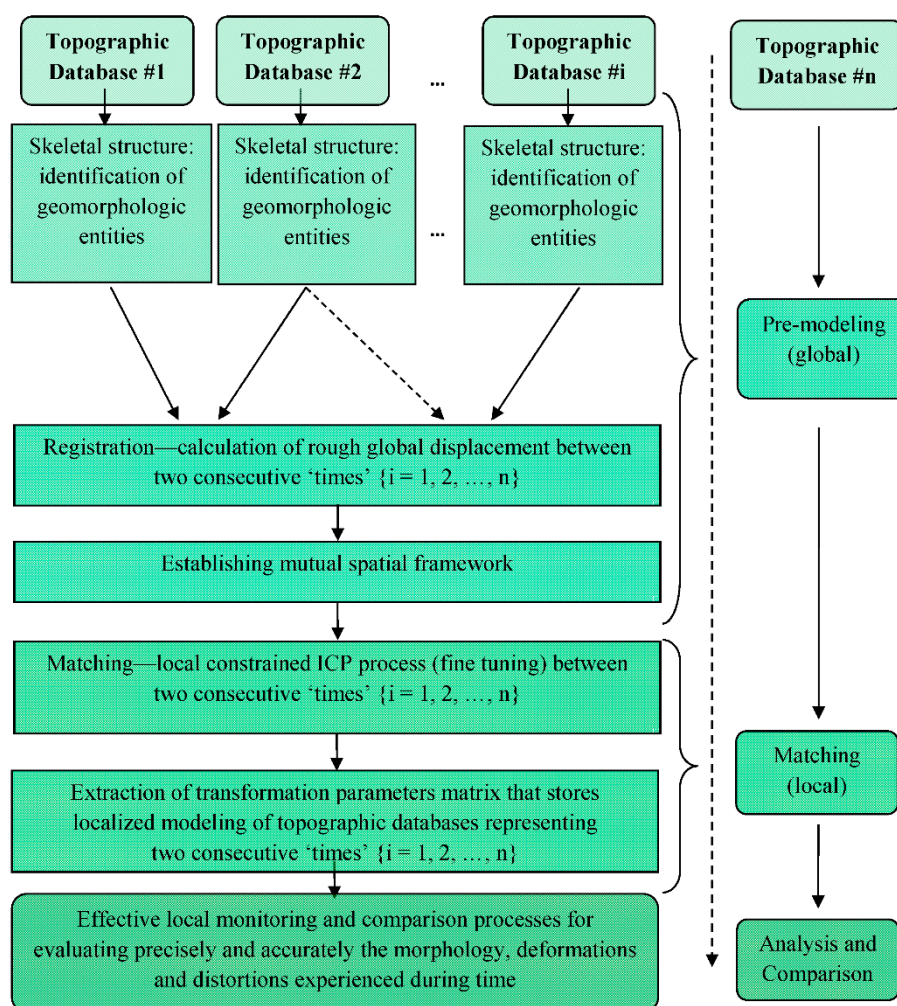 Topographic
Database #1
Topographic
Database #2
...
Topographic
Database #i
Topographic
Database #n
Skeletal structure:
identification of
geomorphologic
entities
Skeletal structure:
identification of
geomorphologic
entities
...
Skeletal structure:
identification of
geomorphologic
entities
Pre-modeling
(global)
Registration—calculation of rough global displacement between
two consecutive ‘times’ {i = 1, 2, …, n}
Establishing mutual spatial framework
Matching—local constrained ICP process (fine tuning) between
two consecutive ‘times’ {i = 1, 2, …, n}
Matching
(local)
Extraction of transformation parameters matrix that stores
localized modeling of topographic databases representing
two consecutive ‘times’ {i = 1, 2, …, n}
Effective local monitoring and comparison processes for
evaluating precisely and accurately the morphology, deformations
and distortions experienced during time
Analysis and
Comparison